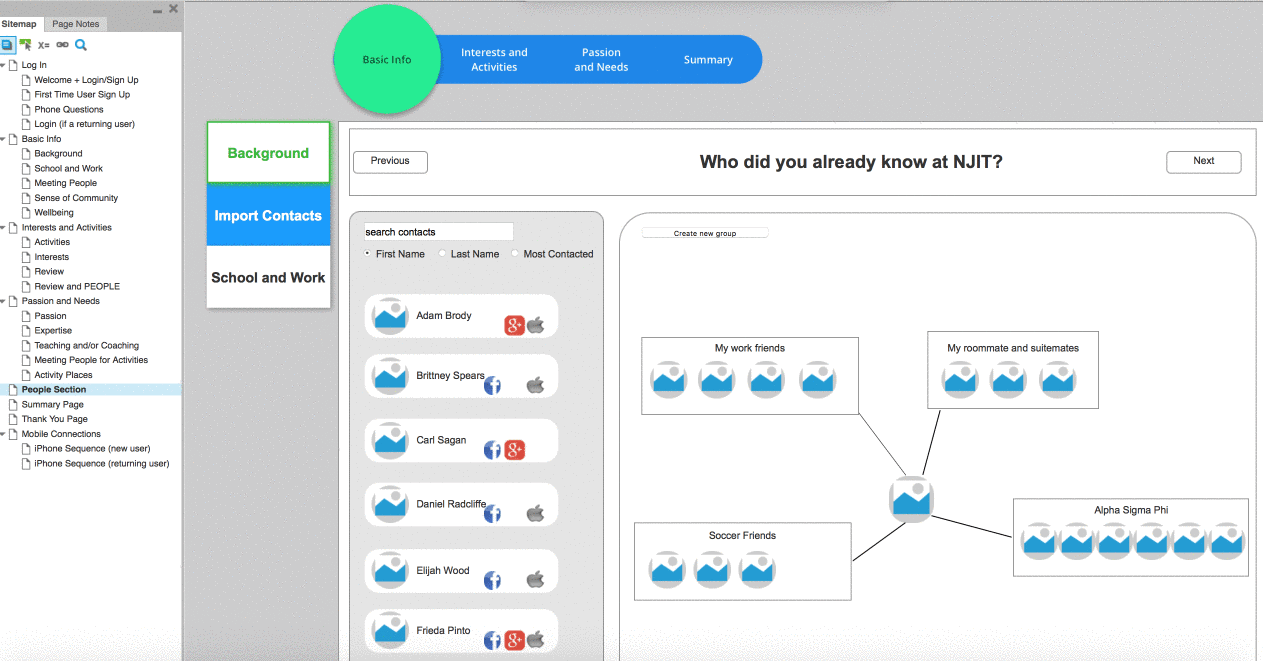 Sitemap
Page Notes
X=
Log In
Welcome + Login/Sign Up
First Time User Sign Up
Phone Questions
Login (if a returning user)
Basic Info
Background
School and Work
Meeting People
Sense of Community
Wellbeing
Interests and Activities
Activities
Interests
Review
Review and PEOPLE
Passion and Needs
Passion
Expertise
Teaching and/or Coaching
Meeting People for Activities
Activity Places
People Section
Summary Page
Thank You Page
Mobile Connections
iPhone Sequence (new user)
iPhone Sequence (returning user)
Basic Info
Interests and
Activities
Passion
and Needs
Summary
Background
Import Contacts
School and Work
Previous
Who did you already know at NJIT?
Next
search contacts
First Name
Last Name
Most Contacted
Adam Brody
g+
Brittney Spears
f
Carl Sagan
f g+
Daniel Radcliffe
f
Elijah Wood
f
Frieda Pinto
f g+
Create new group
My work friends
My roommate and suitemates
Soccer Friends
Alpha Sigma Phi